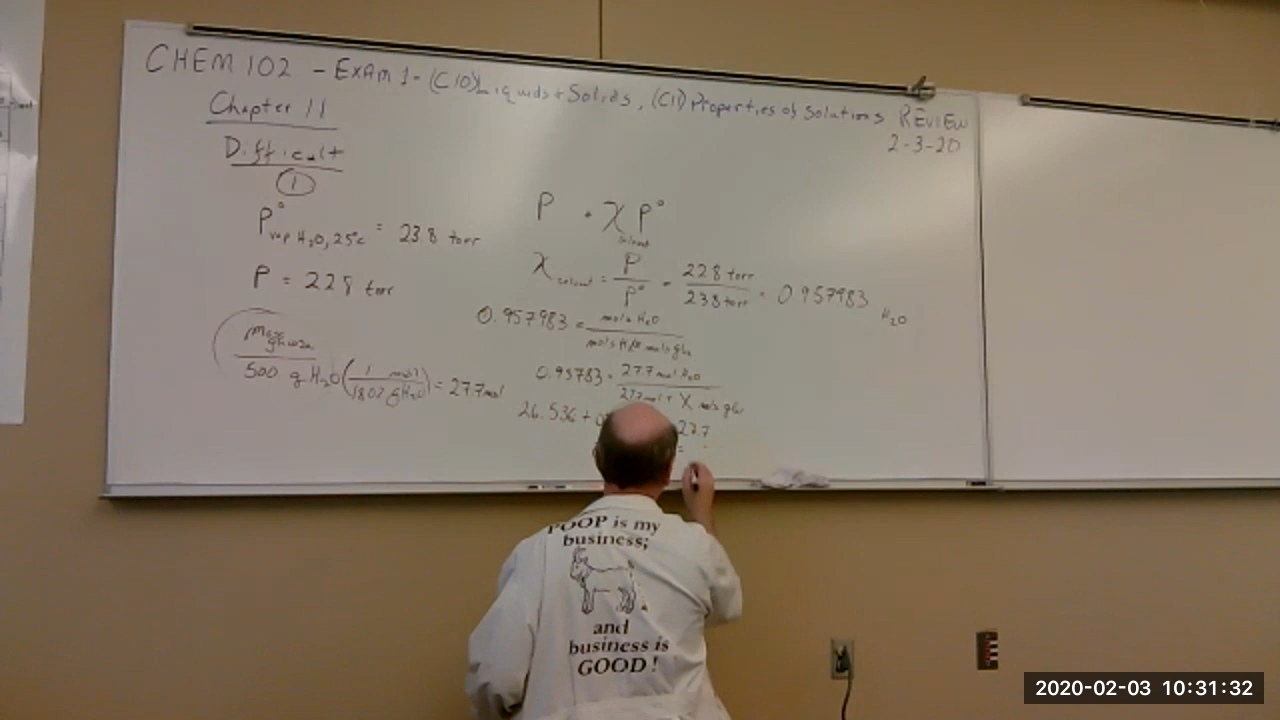 CHEM 102 - EXAM 1 - (C10) Liquids + Solids, (C11) Properties of Solutions REVIEW
2-3-20
Chapter 11
Difficult
1
P° vap H2O, 25°C = 23.8 torr
P = 22.8 torr
500 g H2O (1 mol / 18.02 g H2O) = 27.7 mol
P = χ solvent P°
χ solvent = P / P° = 22.8 torr / 23.8 torr = 0.957983 H2O
0.957983 = mols H2O / mols H2O + mols glu
0.95783 = 27.7 mol H2O / 27.7 mol + X mols glu
26.536 + 0 27.7
=
POOP is my
business;
and
business is
GOOD!
2020-02-03 10:31:32